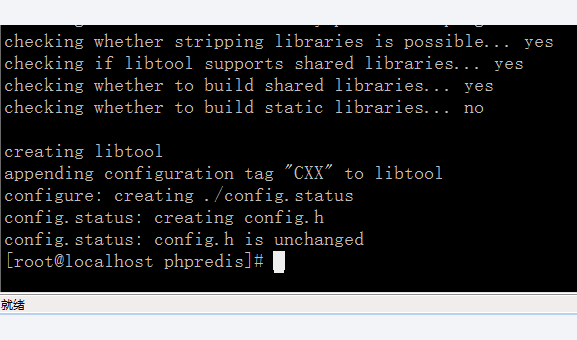 checking whether stripping libraries is possible... yes
checking if libtool supports shared libraries... yes
checking whether to build shared libraries... yes
checking whether to build static libraries... no
creating libtool
appending configuration tag "CXX" to libtool
configure: creating ./config.status
config.status: creating config.h
config.status: config.h is unchanged
[root@localhost phpredis]#
就绪